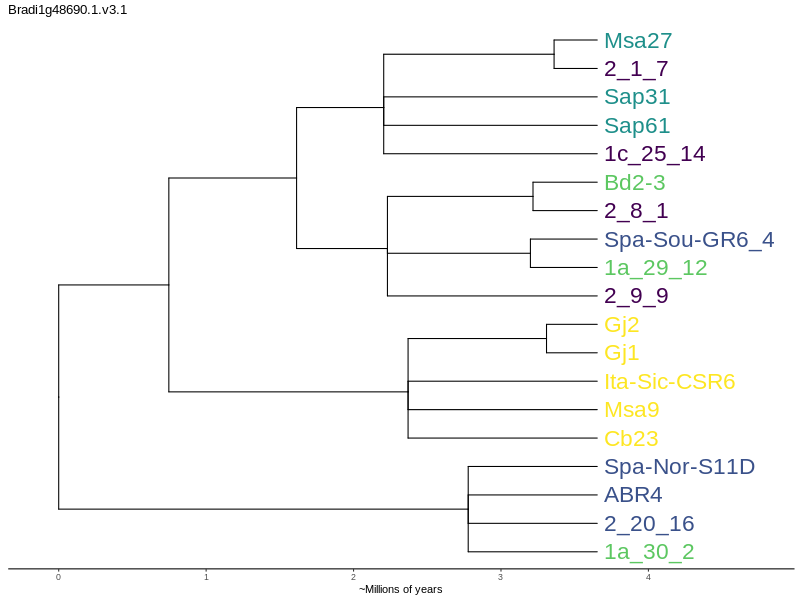 Bradi1g48690.1.v3.1
Msa27
2_1_7
Sap31
Sap61
1c_25_14
Bd2-3
2_8_1
Spa-Sou-GR6_4
1a_29_12
2_9_9
Gj2
Gj1
Ita-Sic-CSR6
Msa9
Cb23
Spa-Nor-S11D
ABR4
2_20_16
1a_30_2
0 1 2 3 4
~Millions of years